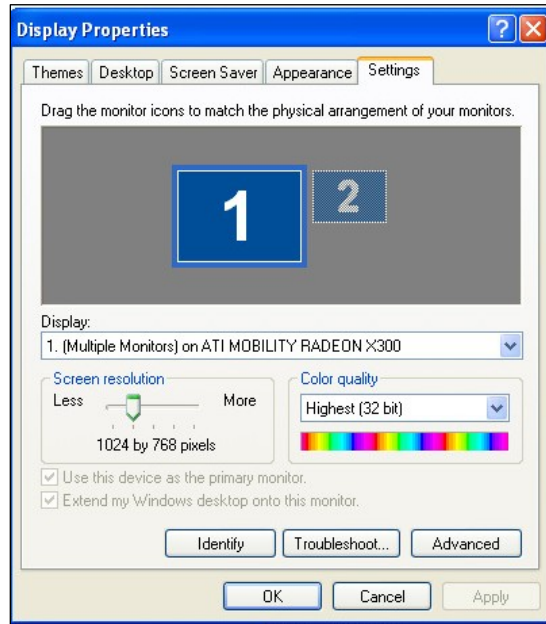 Display Properties
Themes Desktop Screen Saver Appearance Settings
Drag the monitor icons to match the physical arrangement of your monitors.
1 2
Display:
1. (Multiple Monitors) on ATI MOBILITY RADEON X300
Screen resolution
Less More
1024 by 768 pixels
Color quality
Highest (32 bit)
Use this device as the primary monitor.
Extend my Windows desktop onto this monitor.
Identify Troubleshoot... Advanced
OK Cancel Apply